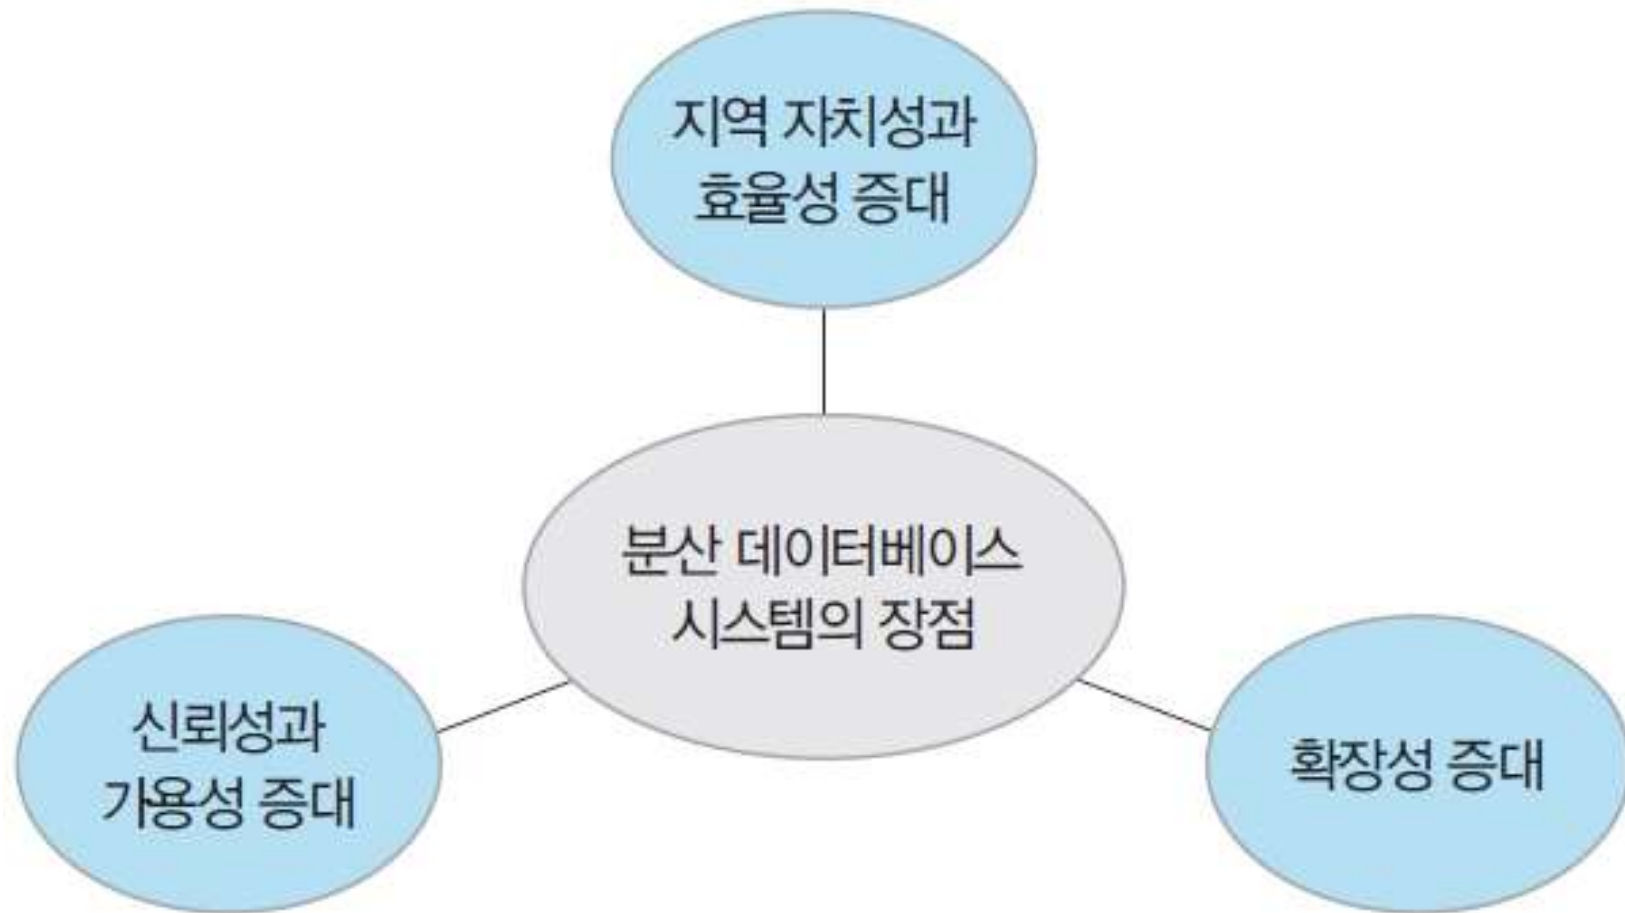 지역 자치성과
효율성 증대
분산 데이터베이스
시스템의 장점
신뢰성과
가용성 증대
확장성 증대